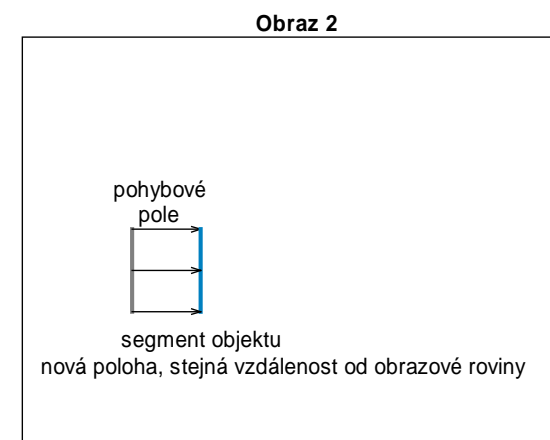 Obraz 2
pohybové
pole
segment objektu
nová poloha, stejná vzdálenost od obrazové roviny